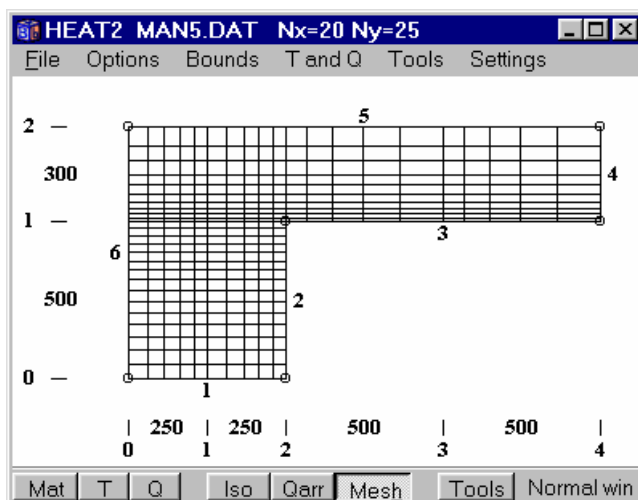 HEAT2 MAN5.DAT Nx=20 Ny=25
File Options Bounds T and Q Tools Settings
5
2
300
4
1
3
6
500
2
0
1
250 250 500 500
0 1 2 3 4
Mat T Q Iso Qarr Mesh Tools Normal win